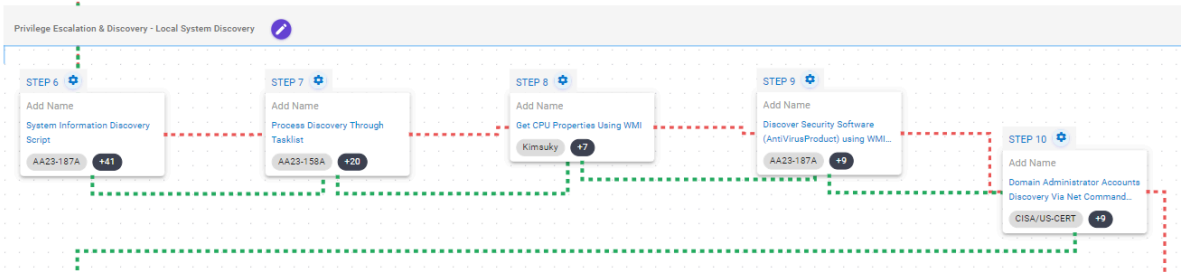 Privilege Escalation & Discovery - Local System Discovery
STEP 6
Add Name
System Information Discovery
Script
AA23-187A +41
STEP 7
Add Name
Process Discovery Through
Tasklist
AA23-158A +20
STEP 8
Add Name
Get CPU Properties Using WMI
Kimsuky +7
STEP 9
Add Name
Discover Security Software
(AntiVirusProduct) using WMI...
AA23-187A +9
STEP 10
Add Name
Domain Administrator Accounts
Discovery Via Net Command...
CISA/US-CERT +9